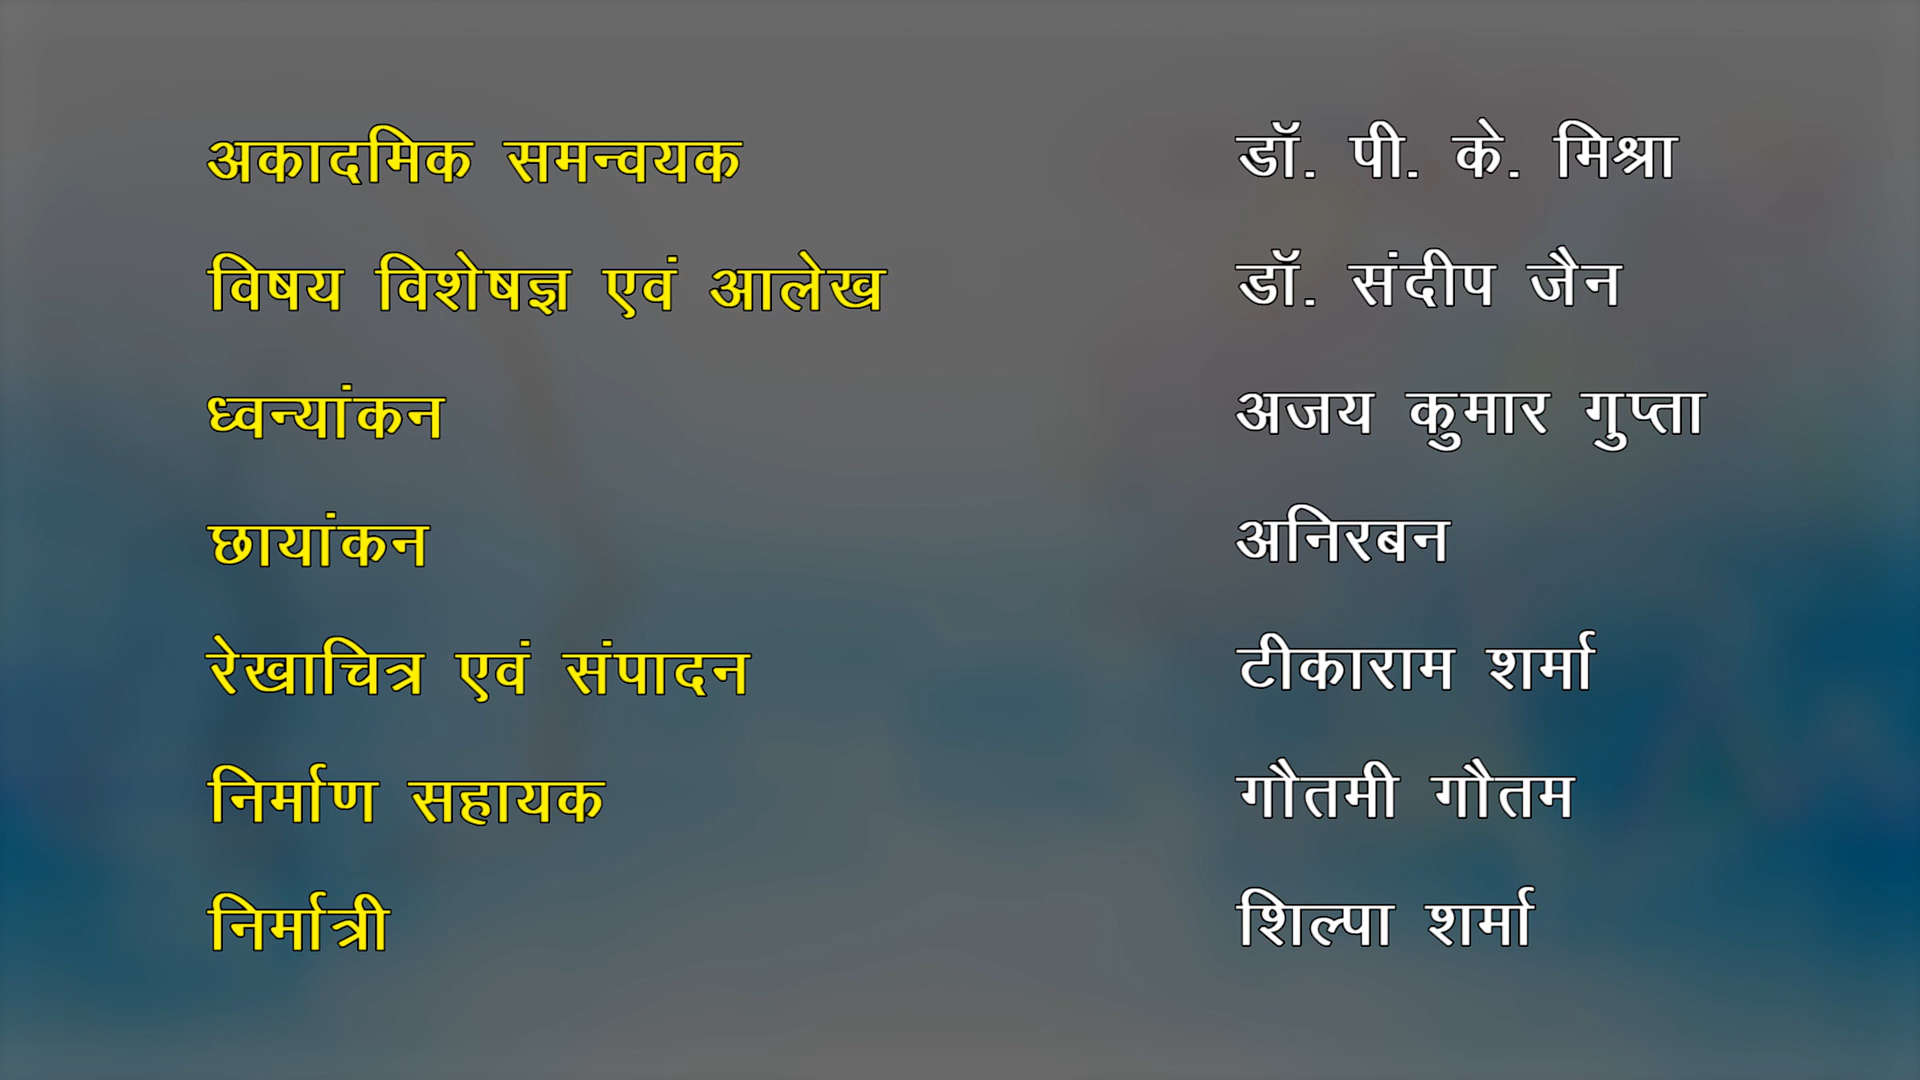 अकादमिक समन्वयक डॉ. पी. के. मिश्रा
विषय विशेषज्ञ एवं आलेख डॉ. संदीप जैन
ध्वन्यांकन अजय कुमार गुप्ता
छायांकन अनिरबन
रेखाचित्र एवं संपादन टीकाराम शर्मा
निर्माण सहायक गौतमी गौतम
निर्मात्री शिल्पा शर्मा